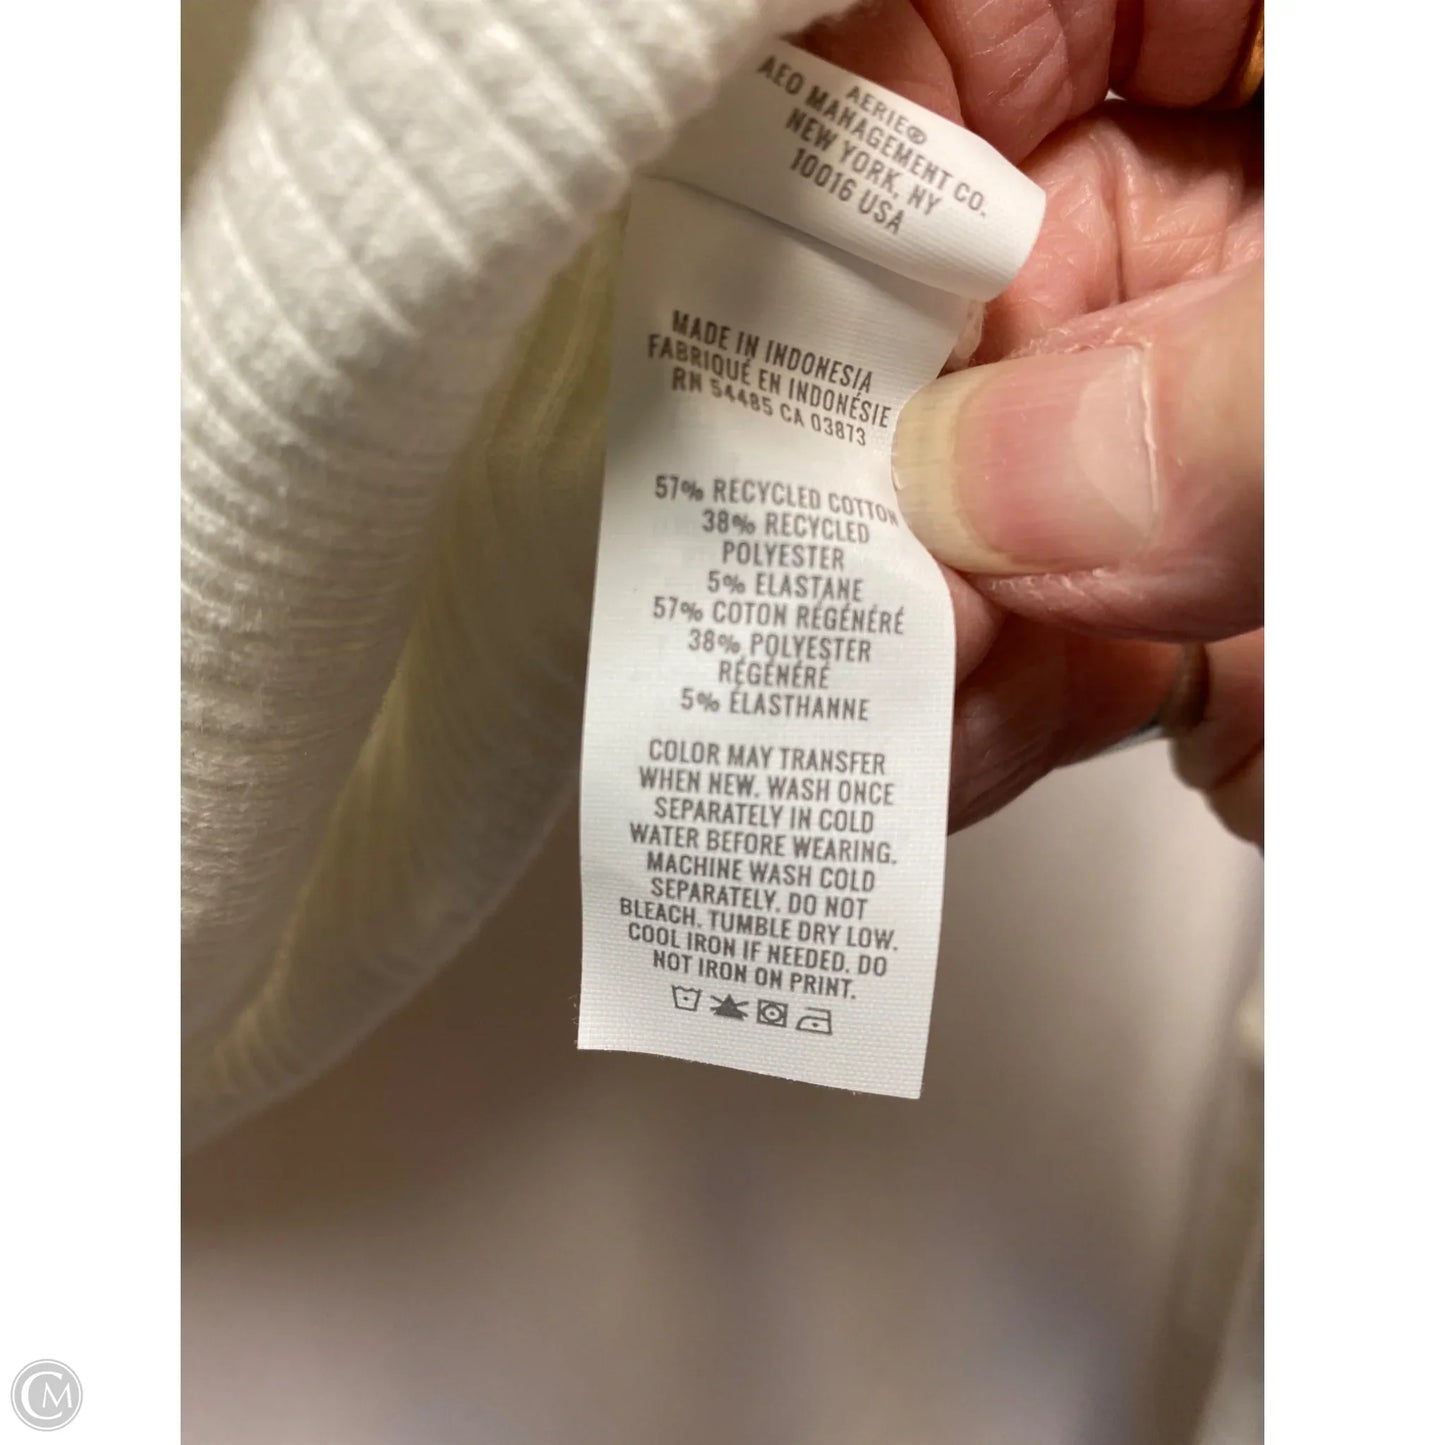 AERIE®
AEO MANAGEMENT CO.
NEW YORK, NY
10016 USA
MADE IN INDONESIA
FABRIQUÉ EN INDONÉSIE
RN 54485 CA 03873
57% RECYCLED COTTON
38% RECYCLED
POLYESTER
5% ELASTANE
57% COTON RÉGÉNÉRÉ
38% POLYESTER
RÉGÉNÉRÉ
5% ÉLASTHANNE
COLOR MAY TRANSFER
WHEN NEW. WASH ONCE
SEPARATELY IN COLD
WATER BEFORE WEARING.
MACHINE WASH COLD
SEPARATELY. DO NOT
BLEACH. TUMBLE DRY LOW.
COOL IRON IF NEEDED. DO
NOT IRON ON PRINT.
CM